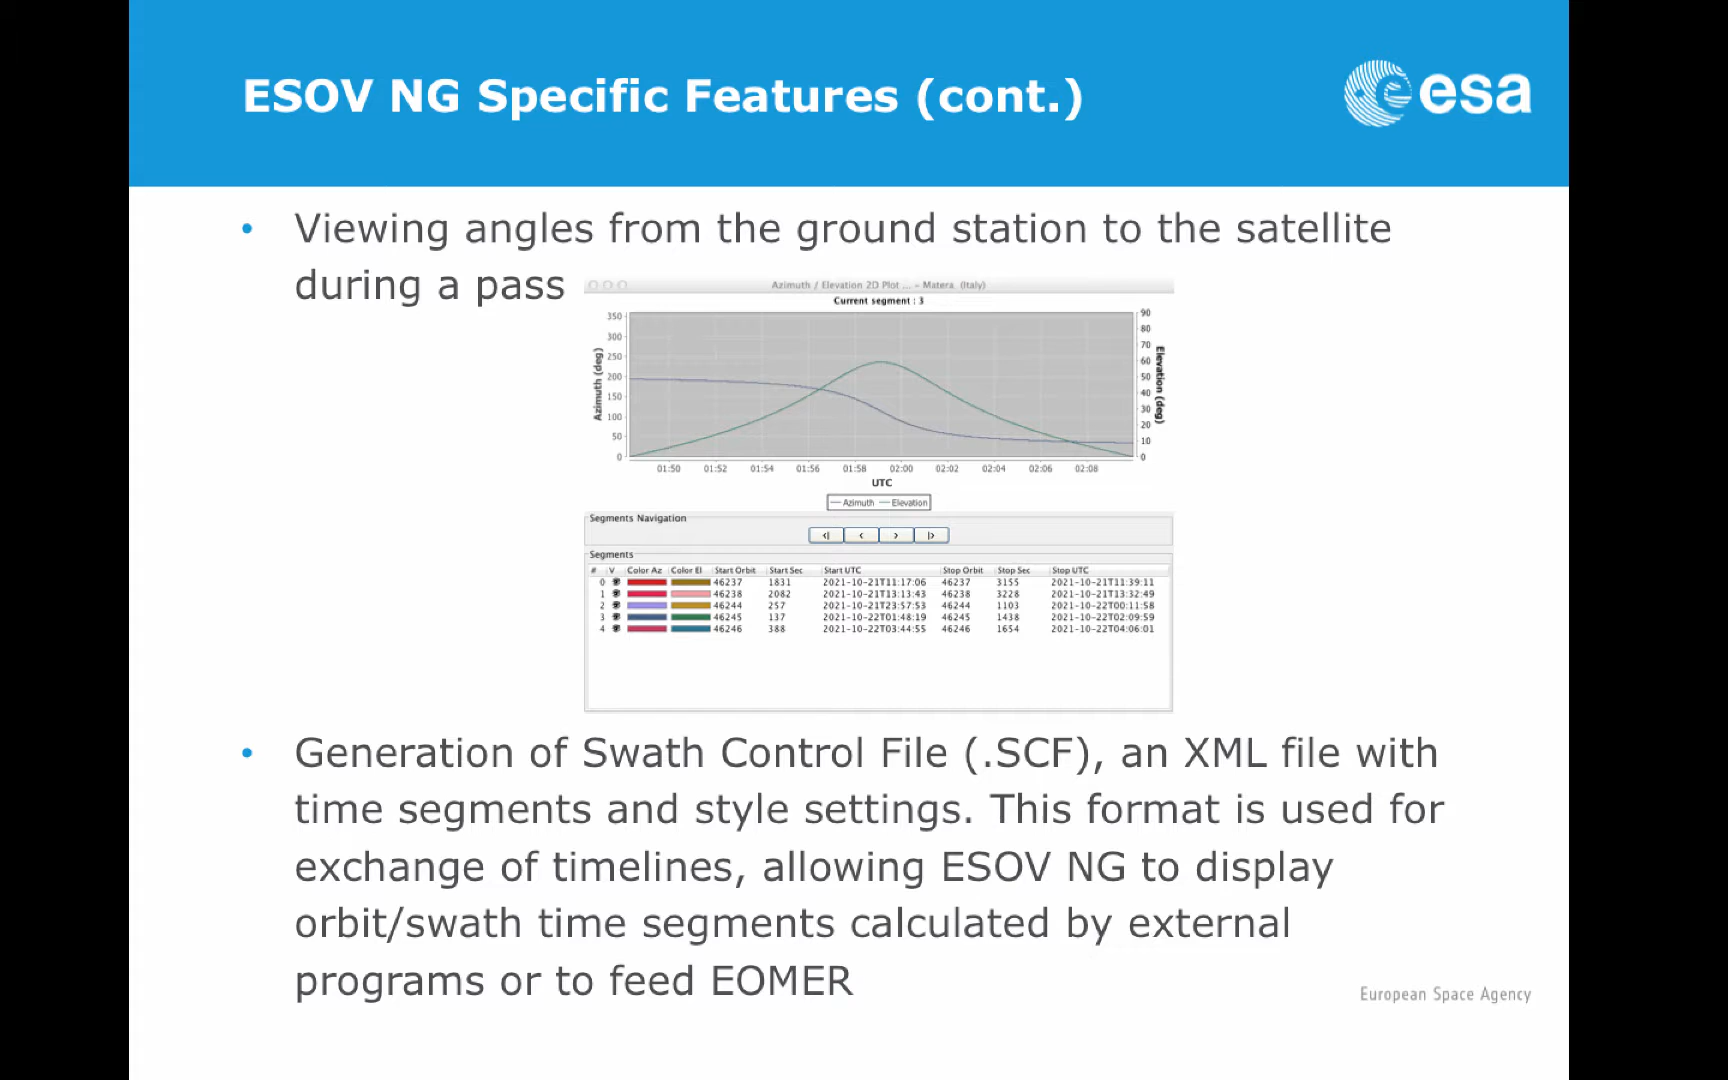 ESOV NG Specific Features (cont.)
esa
• Viewing angles from the ground station to the satellite
during a pass
Azimuth / Elevation 2D Plot ... - Matera (Italy)
Current segment : 3
Azimuth (deg)
350
300
250
200
150
100
50
0
90
80
70
60
50
40
30
20
10
0
Elevation (deg)
01:50 01:52 01:54 01:56 01:58 02:00 02:02 02:04 02:06 02:08
UTC
Azimuth Elevation
Segments Navigation
<| < > |>
Segments
# V Color Az Color El Start Orbit Start Sec Start UTC Stop Orbit Stop Sec Stop UTC
0 46237 1831 2021-10-21T11:17:06 46237 3155 2021-10-21T11:39:11
1 46238 2082 2021-10-21T13:13:43 46238 3228 2021-10-21T13:32:49
2 46244 257 2021-10-21T23:57:53 46244 1103 2021-10-22T00:11:58
3 46245 137 2021-10-22T01:48:19 46245 1438 2021-10-22T02:09:59
4 46246 388 2021-10-22T03:44:55 46246 1654 2021-10-22T04:06:01
• Generation of Swath Control File (.SCF), an XML file with
time segments and style settings. This format is used for
exchange of timelines, allowing ESOV NG to display
orbit/swath time segments calculated by external
programs or to feed EOMER
European Space Agency